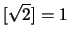 [√2] = 1